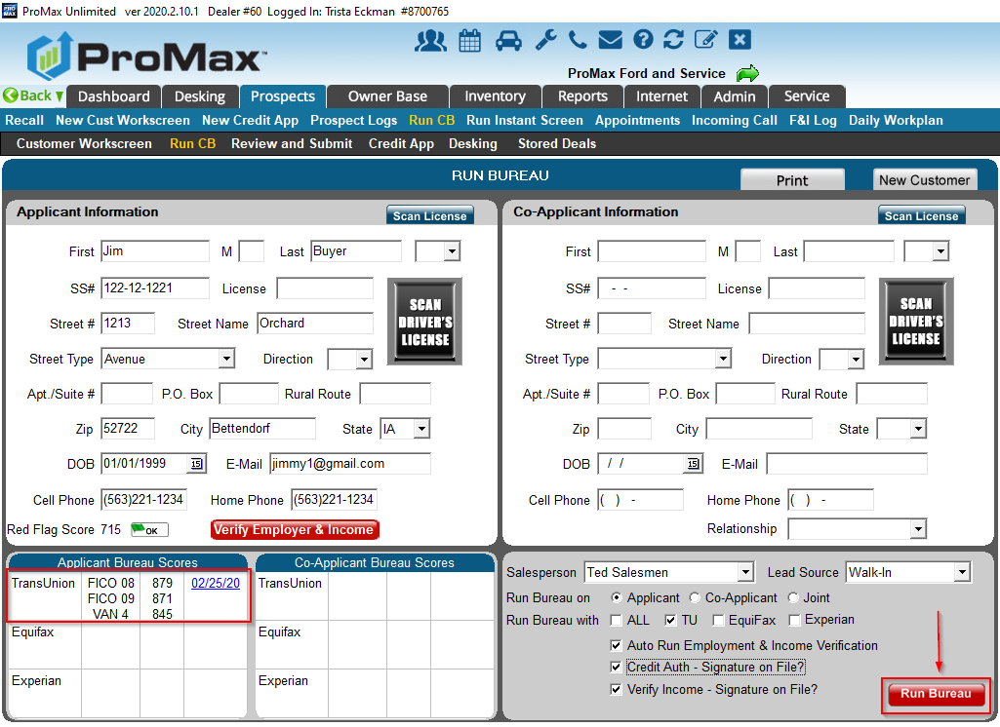 ProMax Unlimited ver 2020.2.10.1 Dealer #60 Logged In: Trista Eckman #8700765
ProMax™
ProMax Ford and Service
Back Dashboard Desking Prospects Owner Base Inventory Reports Internet Admin Service
Recall New Cust Workscreen New Credit App Prospect Logs Run CB Run Instant Screen Appointments Incoming Call F&I Log Daily Workplan
Customer Workscreen Run CB Review and Submit Credit App Desking Stored Deals
RUN BUREAU Print New Customer
Applicant Information Scan License
First Jim M Last Buyer
SS# 122-12-1221 License
SCAN DRIVER'S LICENSE
Street # 1213 Street Name Orchard
Street Type Avenue Direction
Apt./Suite # P.O. Box Rural Route
Zip 52722 City Bettendorf State IA
DOB 01/01/1999 15 E-Mail jimmy1@gmail.com
Cell Phone (563)221-1234 Home Phone (563)221-1234
Red Flag Score 715 OK Verify Employer & Income
Co-Applicant Information Scan License
First M Last
SS# - - License
SCAN DRIVER'S LICENSE
Street # Street Name
Street Type Direction
Apt./Suite # P.O. Box Rural Route
Zip City State
DOB / / 15 E-Mail
Cell Phone ( ) - Home Phone ( ) -
Relationship
Applicant Bureau Scores
TransUnion FICO 08 879 02/25/20
FICO 09 871
VAN 4 845
Equifax
Experian
Co-Applicant Bureau Scores
TransUnion
Equifax
Experian
Salesperson Ted Salesmen Lead Source Walk-In
Run Bureau on Applicant Co-Applicant Joint
Run Bureau with ALL TU EquiFax Experian
Auto Run Employment & Income Verification
Credit Auth - Signature on File?
Verify Income - Signature on File?
Run Bureau